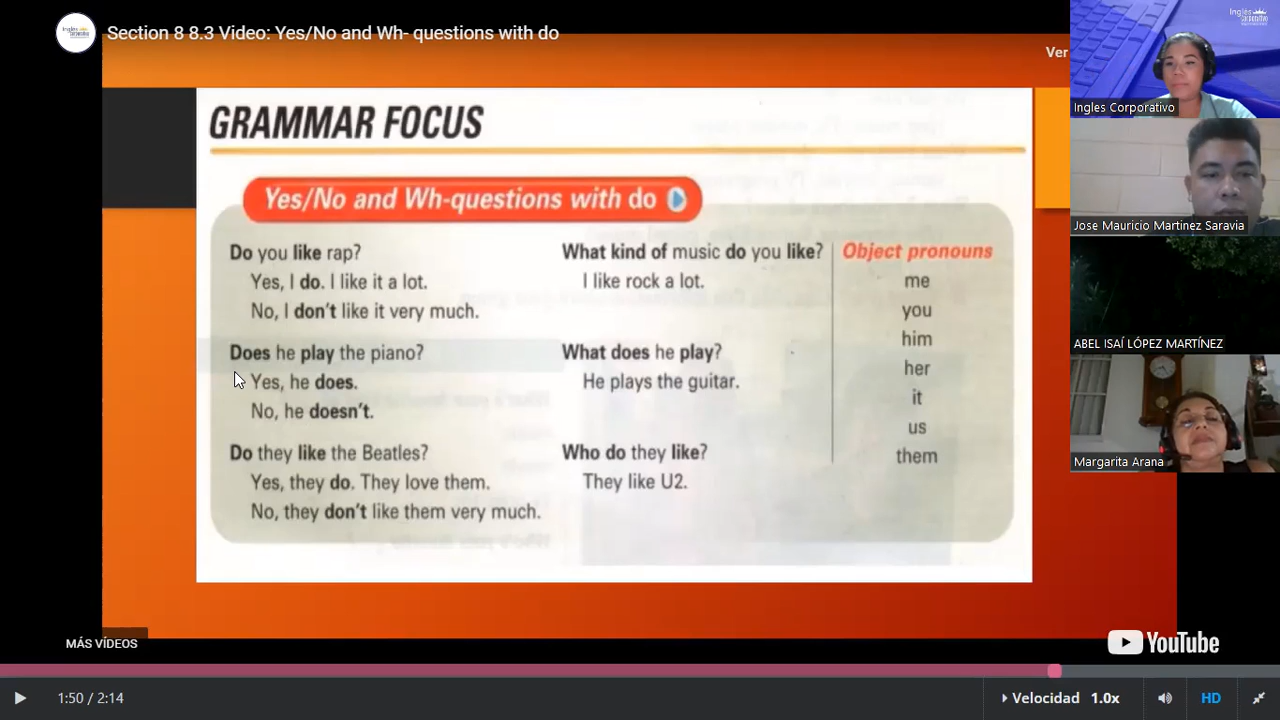 Section 8 8.3 Video: Yes/No and Wh- questions with do
Ver
GRAMMAR FOCUS
Yes/No and Wh-questions with do
Do you like rap?
Yes, I do. I like it a lot.
No, I don't like it very much.
Does he play the piano?
Yes, he does.
No, he doesn't.
Do they like the Beatles?
Yes, they do. They love them.
No, they don't like them very much.
What kind of music do you like?
I like rock a lot.
What does he play?
He plays the guitar.
Who do they like?
They like U2.
Object pronouns
me
you
him
her
it
us
them
Ingles Corporativo
Jose Mauricio Martinez Saravia
ABEL ISAÍ LÓPEZ MARTÍNEZ
Margarita Arana
MÁS VÍDEOS
YouTube
1:50 / 2:14
Velocidad 1.0x
HD